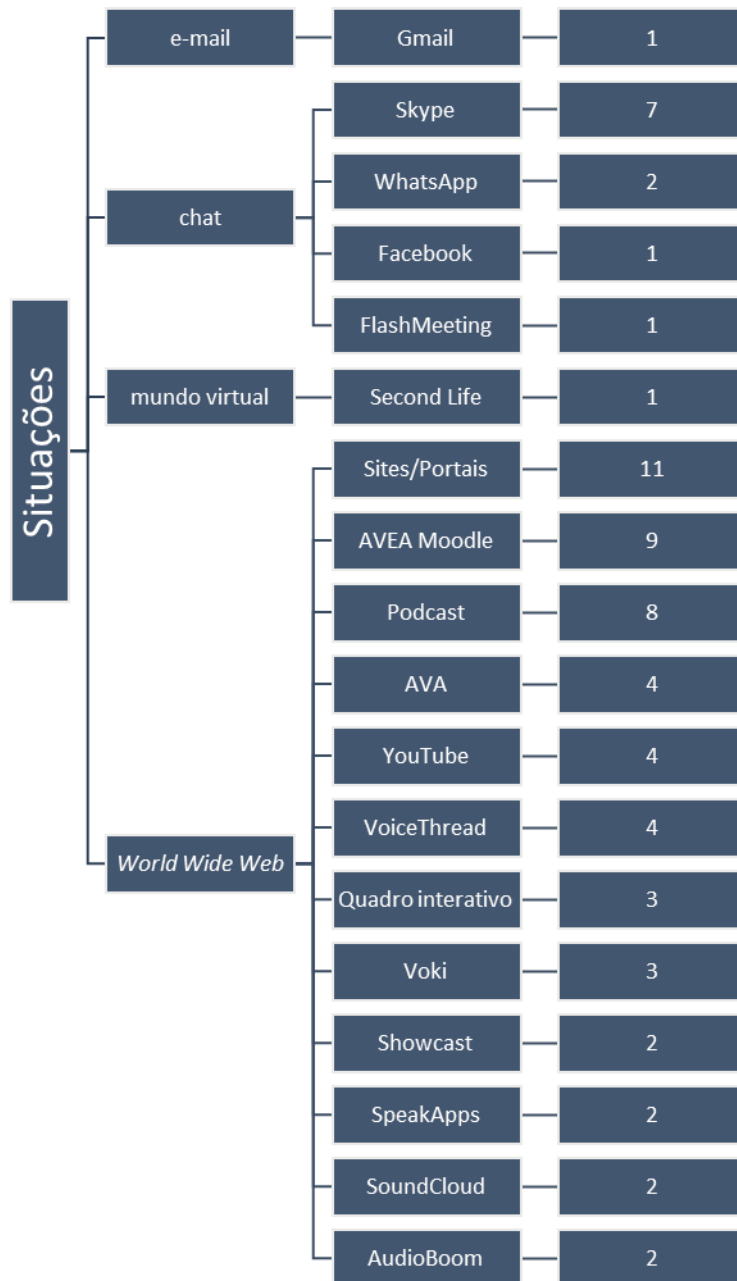 Situações
e-mail
Gmail
1
chat
Skype
7
WhatsApp
2
Facebook
1
FlashMeeting
1
mundo virtual
Second Life
1
World Wide Web
Sites/Portais
11
AVEA Moodle
9
Podcast
8
AVA
4
YouTube
4
VoiceThread
4
Quadro interativo
3
Voki
3
Showcast
2
SpeakApps
2
SoundCloud
2
AudioBoom
2